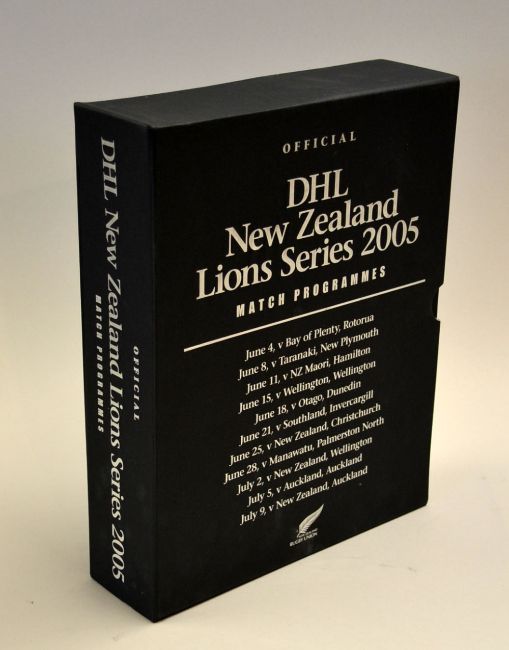 OFFICIAL
DHL New Zealand Lions Series 2005
MATCH PROGRAMMES
OFFICIAL
DHL
New Zealand
Lions Series 2005
MATCH PROGRAMMES
June 4, v Bay of Plenty, Rotorua
June 8, v Taranaki, New Plymouth
June 11, v NZ Maori, Hamilton
June 15, v Wellington, Wellington
June 18, v Otago, Dunedin
June 21, v Southland, Invercargill
June 25, v New Zealand, Christchurch
June 28, v Manawatu, Palmerston North
July 2, v New Zealand, Wellington
July 5, v Auckland, Auckland
July 9, v New Zealand, Auckland
RUGBY UNION